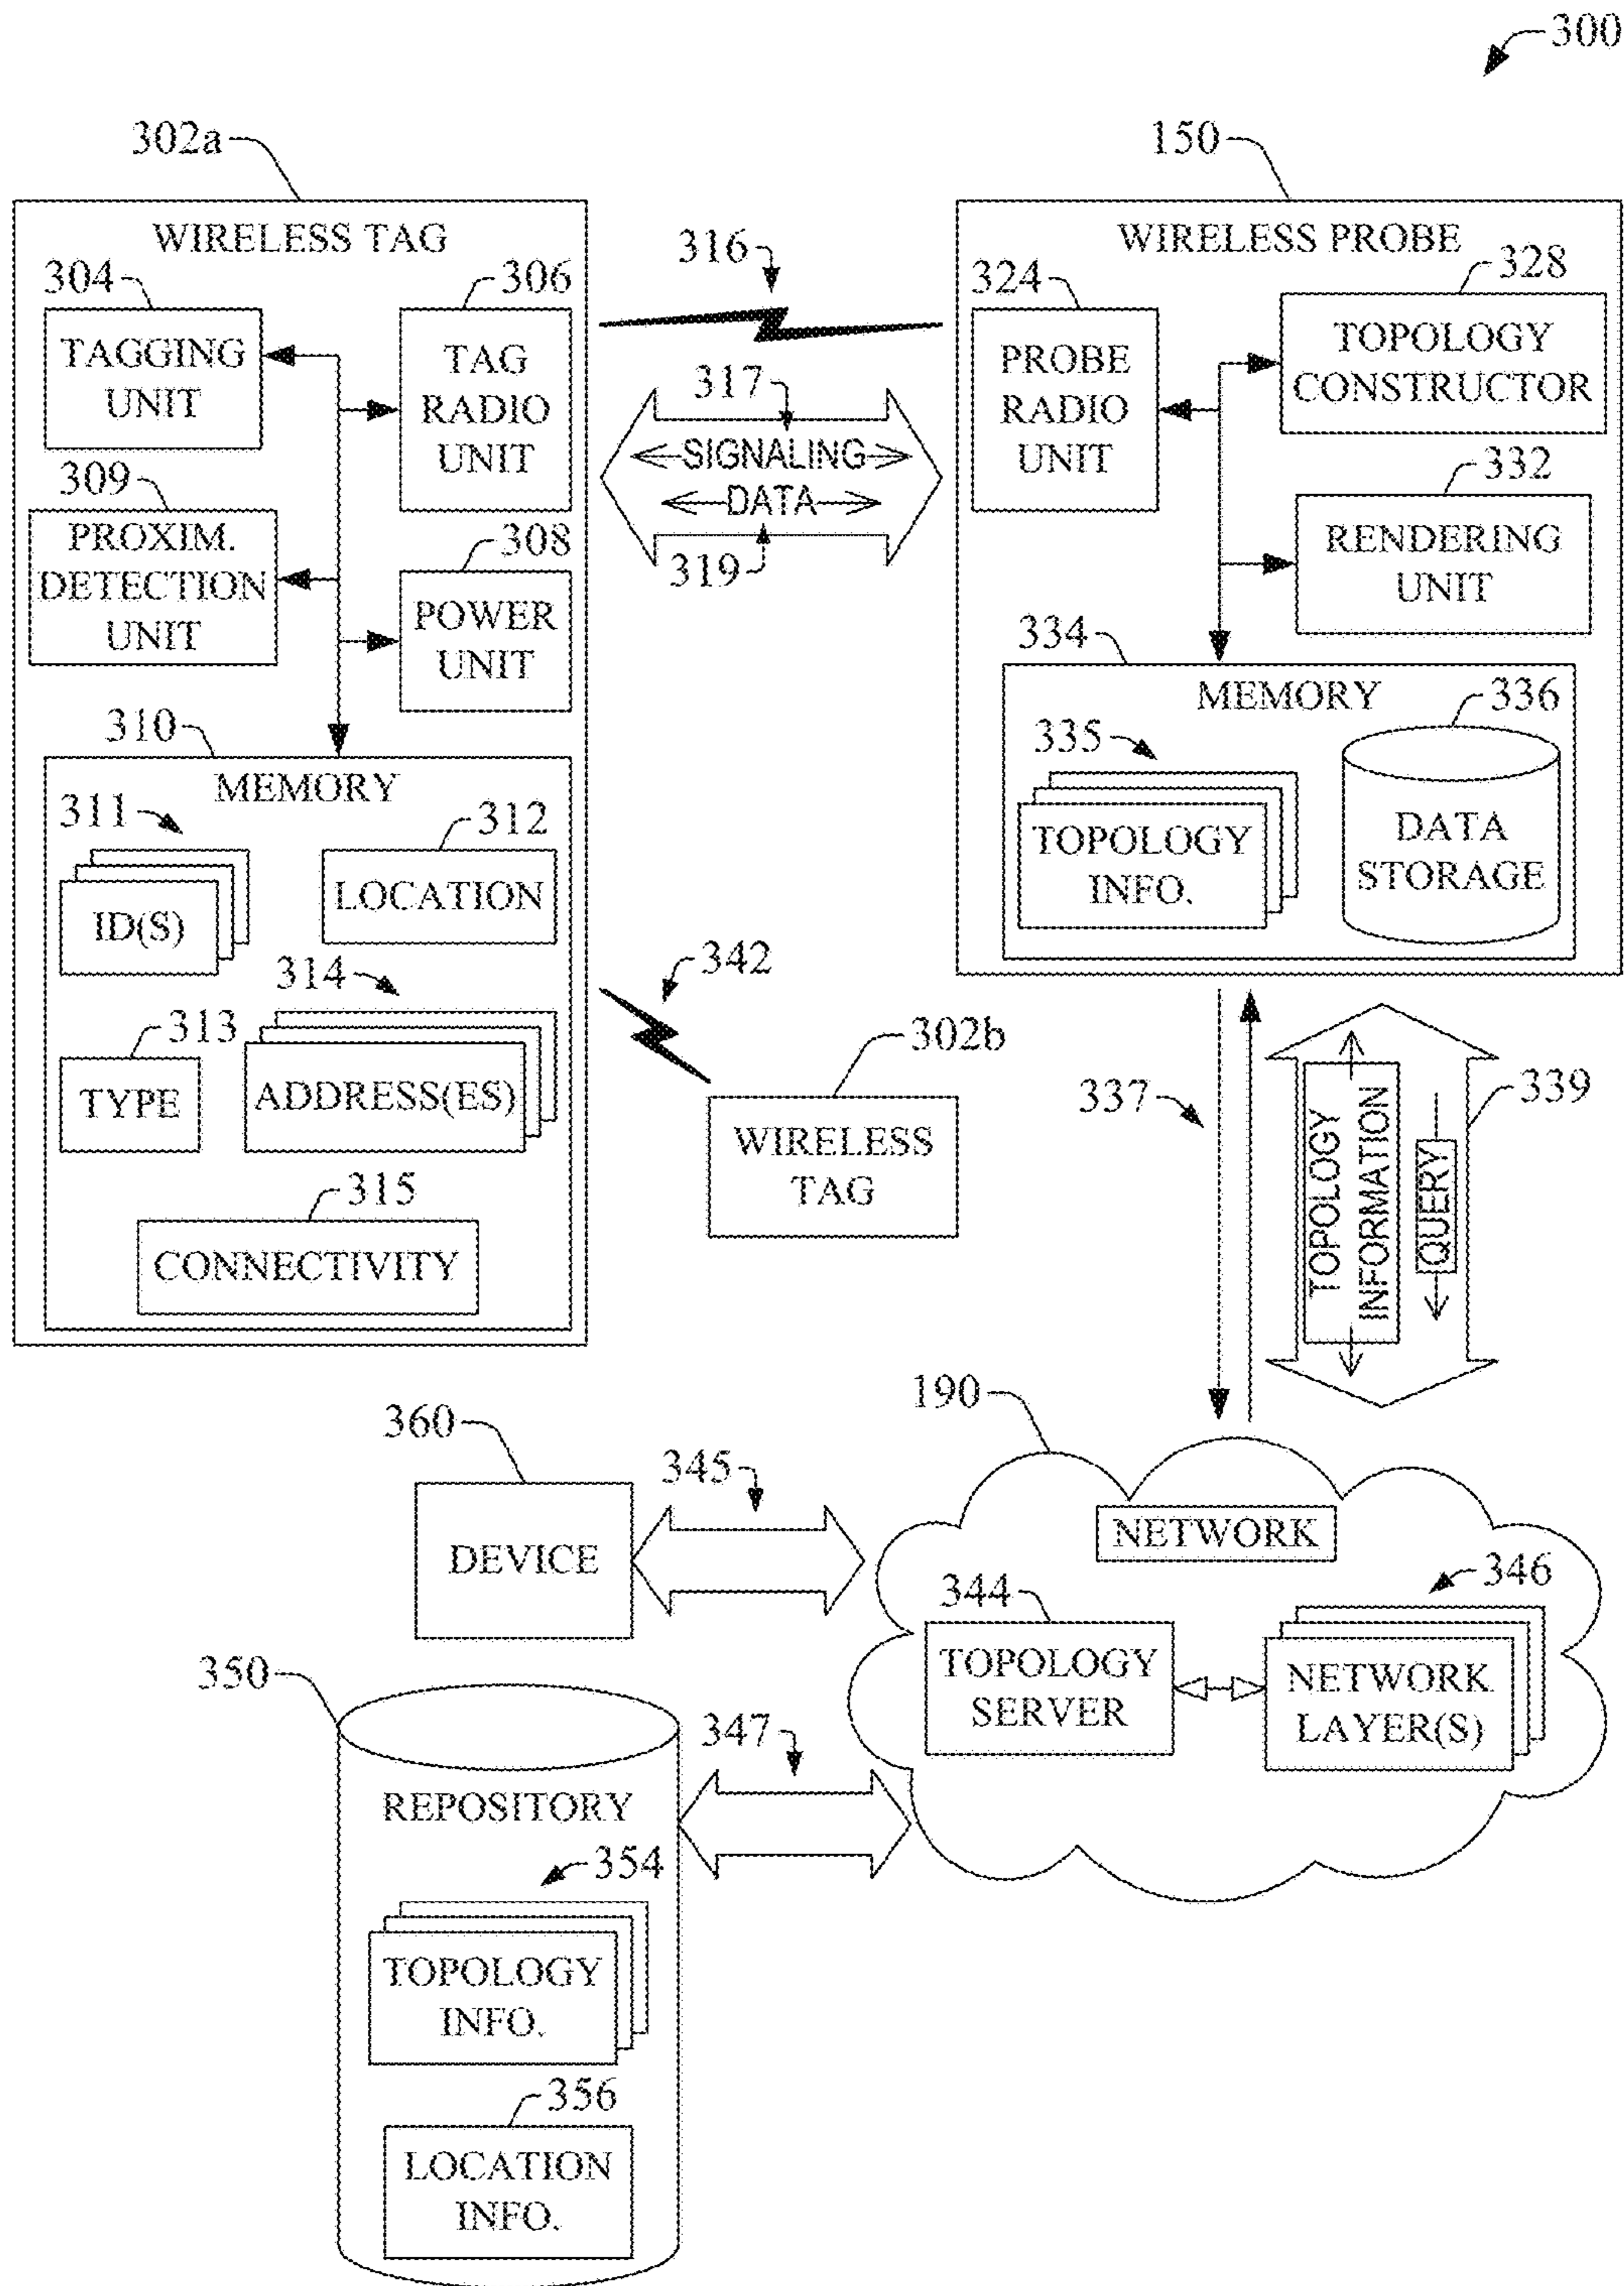 300
302a
150
WIRELESS TAG
WIRELESS PROBE
316
304
306
324
328
TAGGING
UNIT
TAG
RADIO
UNIT
PROBE
RADIO
UNIT
TOPOLOGY
CONSTRUCTOR
317
SIGNALING
DATA
319
309
308
332
PROXIM.
DETECTION
UNIT
POWER
UNIT
RENDERING
UNIT
334
310
MEMORY
MEMORY
335
336
311
312
TOPOLOGY
INFO.
DATA
STORAGE
ID(S)
LOCATION
314
342
313
302b
TYPE
ADDRESS(ES)
337
339
WIRELESS
TAG
TOPOLOGY
INFORMATION
QUERY
315
CONNECTIVITY
190
360
345
DEVICE
NETWORK
344
346
350
TOPOLOGY
SERVER
NETWORK
LAYER(S)
347
REPOSITORY
354
TOPOLOGY
INFO.
356
LOCATION
INFO.